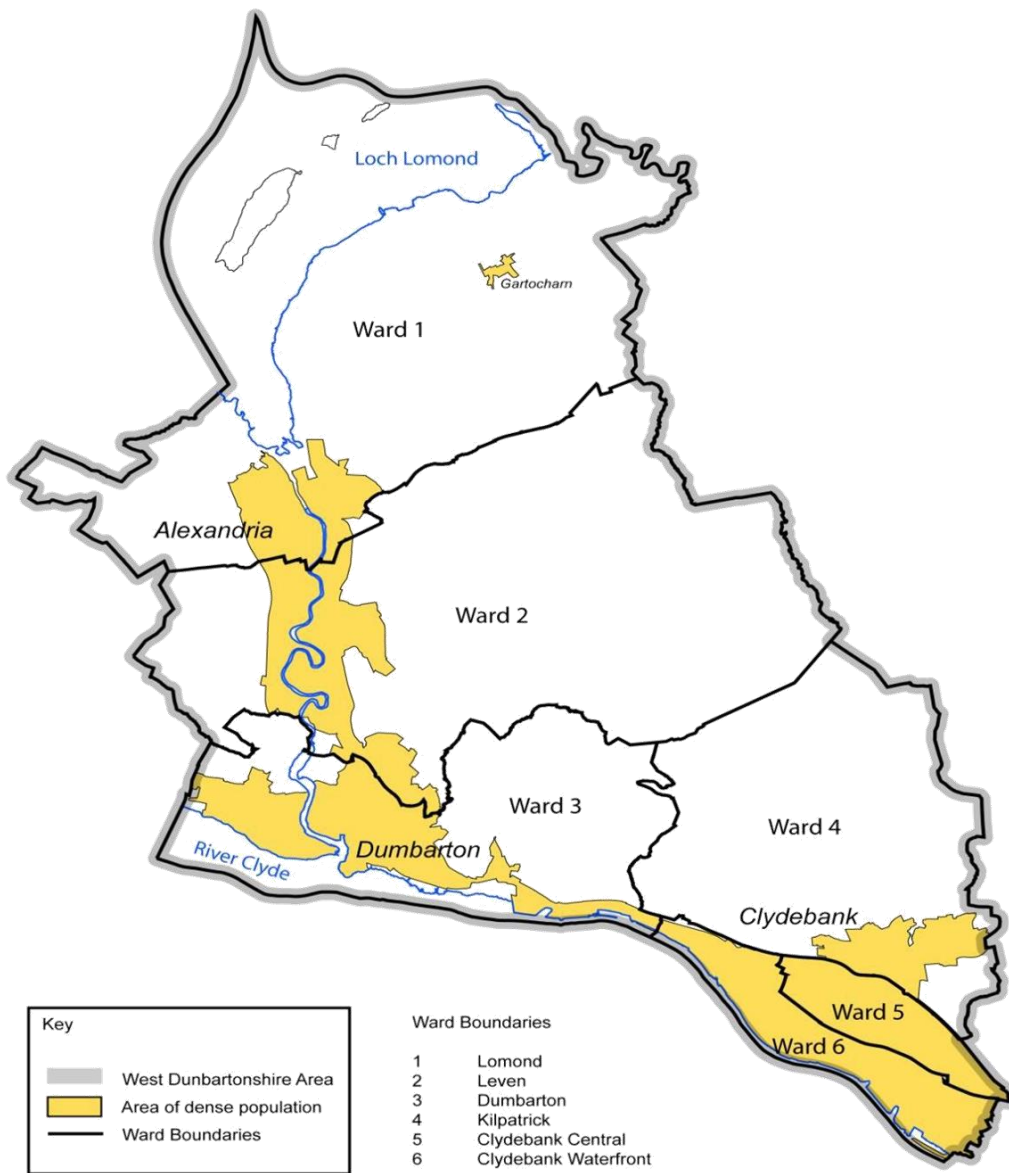 Loch Lomond
Gartocharn
Ward 1
Alexandria
Ward 2
Ward 3
Ward 4
River Clyde
Dumbarton
Clydebank
Ward 5
Ward 6
Key
West Dunbartonshire Area
Area of dense population
Ward Boundaries
Ward Boundaries
1 Lomond
2 Leven
3 Dumbarton
4 Kilpatrick
5 Clydebank Central
6 Clydebank Waterfront